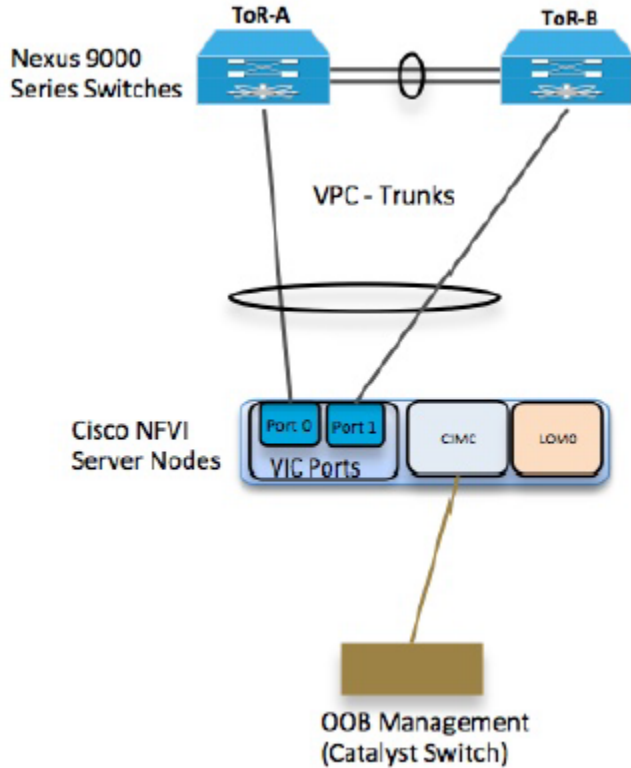 ToR-A
ToR-B
Nexus 9000
Series Switches
VPC - Trunks
Cisco NFVI
Server Nodes
Port 0
Port 1
VIC Ports
CIMC
LOM0
OOB Management
(Catalyst Switch)